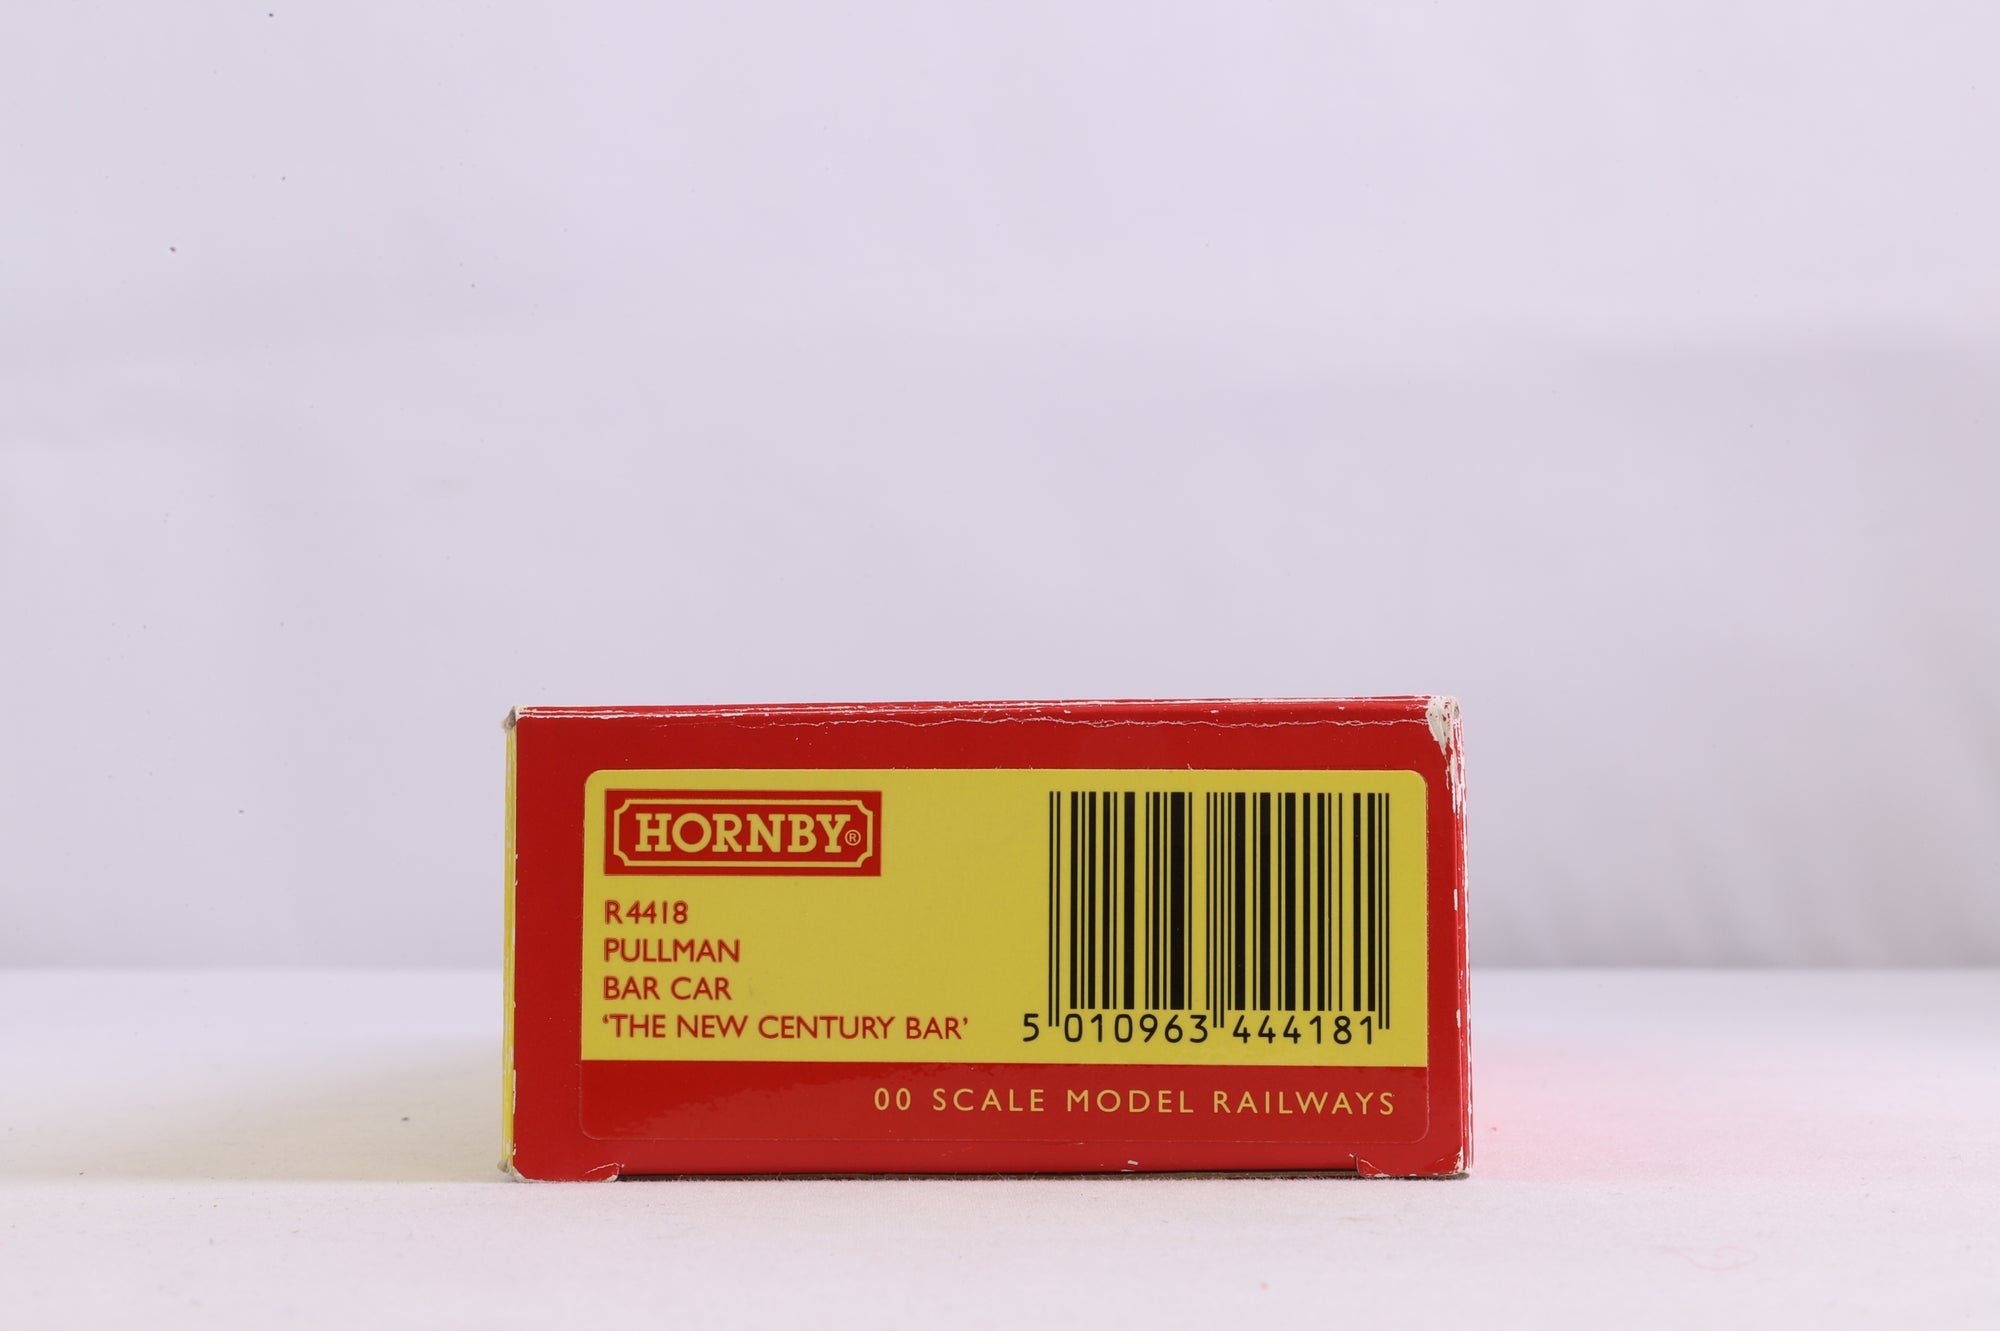 HORNBY®
R4418
PULLMAN
BAR CAR
‘THE NEW CENTURY BAR’
5 010963 444181
00 SCALE MODEL RAILWAYS